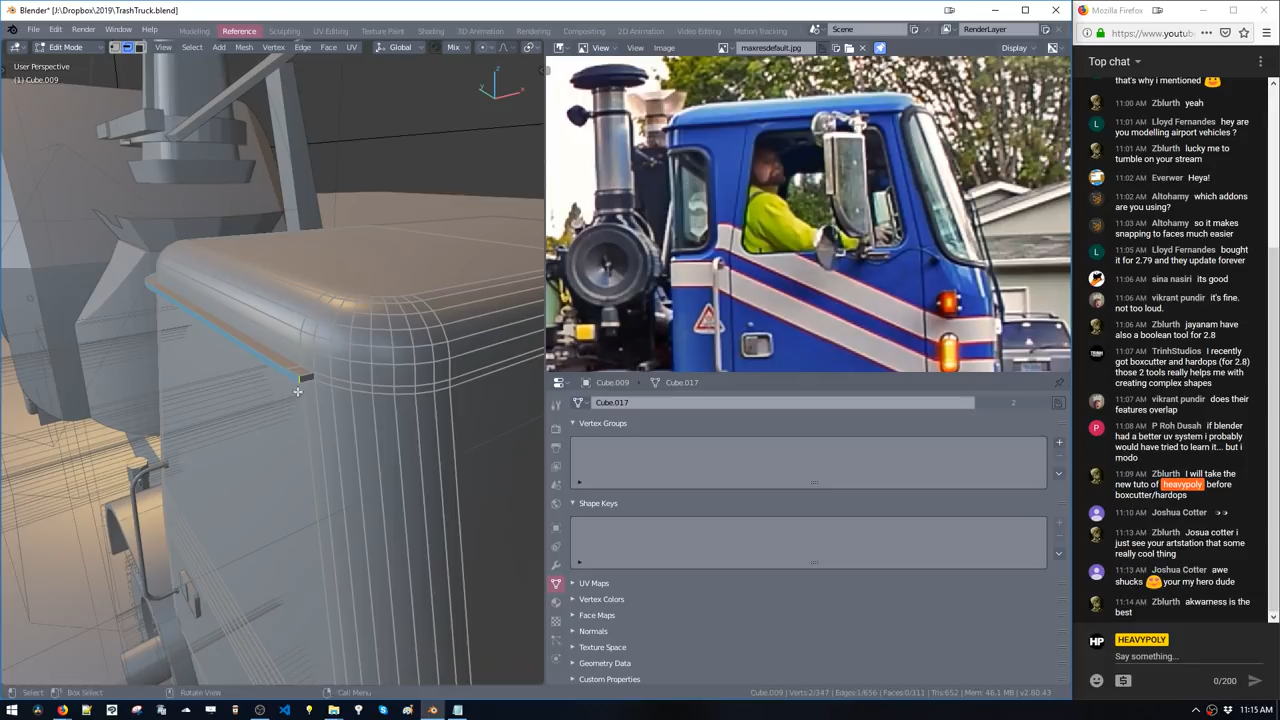 Blender* [J:\Dropbox\2019\TrashTruck.blend]
Mozilla Firefox
File Edit Render Window Help
Modeling Reference Sculpting UV Editing Texture Paint Shading Animation Rendering Compositing 2D Animation Video Editing Motion Tracking
Scene
RenderLayer
https://www.youtub
Edit Mode View Select Add Mesh Vertex Edge Face UV
Global
Mix
View View Image
maxresdefault.jpg
Display
User Perspective
(1) Cube.009
z
x
y
Cube.009
Cube.017
Cube.017
2
Vertex Groups
Shape Keys
UV Maps
Vertex Colors
Face Maps
Normals
Texture Space
Geometry Data
Custom Properties
Select
Box Select
Rotate View
Call Menu
Cube.009 | Verts:2/347 | Edges:1/656 | Faces:0/311 | Tris:652 | Mem: 46.1 MB | v2.80.43
Top chat
that's why i mentioned
11:00 AM Zblurth yeah
L
11:01 AM Lloyd Fernandes hey are
you modelling airport vehicles ?
11:01 AM Zblurth lucky me to
tumble on your stream
11:02 AM Everwer Heya!
11:02 AM Altohamy which addons
are you using?
11:03 AM Altohamy so it makes
snapping to faces much easier
L
11:05 AM Lloyd Fernandes bought
it for 2.79 and they update forever
11:06 AM sina nasiri its good
11:06 AM vikrant pundir it's fine.
not too loud.
11:06 AM Zblurth jayanam have
also a boolean tool for 2.8
11:07 AM TrinhStudios I recently
got boxcutter and hardops (for 2.8)
those 2 tools really helps me with
creating complex shapes
11:07 AM vikrant pundir does their
features overlap
P
11:08 AM P Roh Dusah if blender
had a better uv system i probably
would have tried to learn it... but i
modo
11:09 AM Zblurth I will take the
new tuto of heavypoly before
boxcutter/hardops
11:10 AM Joshua Cotter
11:13 AM Zblurth Josua cotter i
just see your artstation that some
really cool thing
11:13 AM Joshua Cotter awe
shucks your my hero dude
11:14 AM Zblurth akwarness is the
best
HP
HEAVYPOLY
Say something...
0/200
11:15 AM